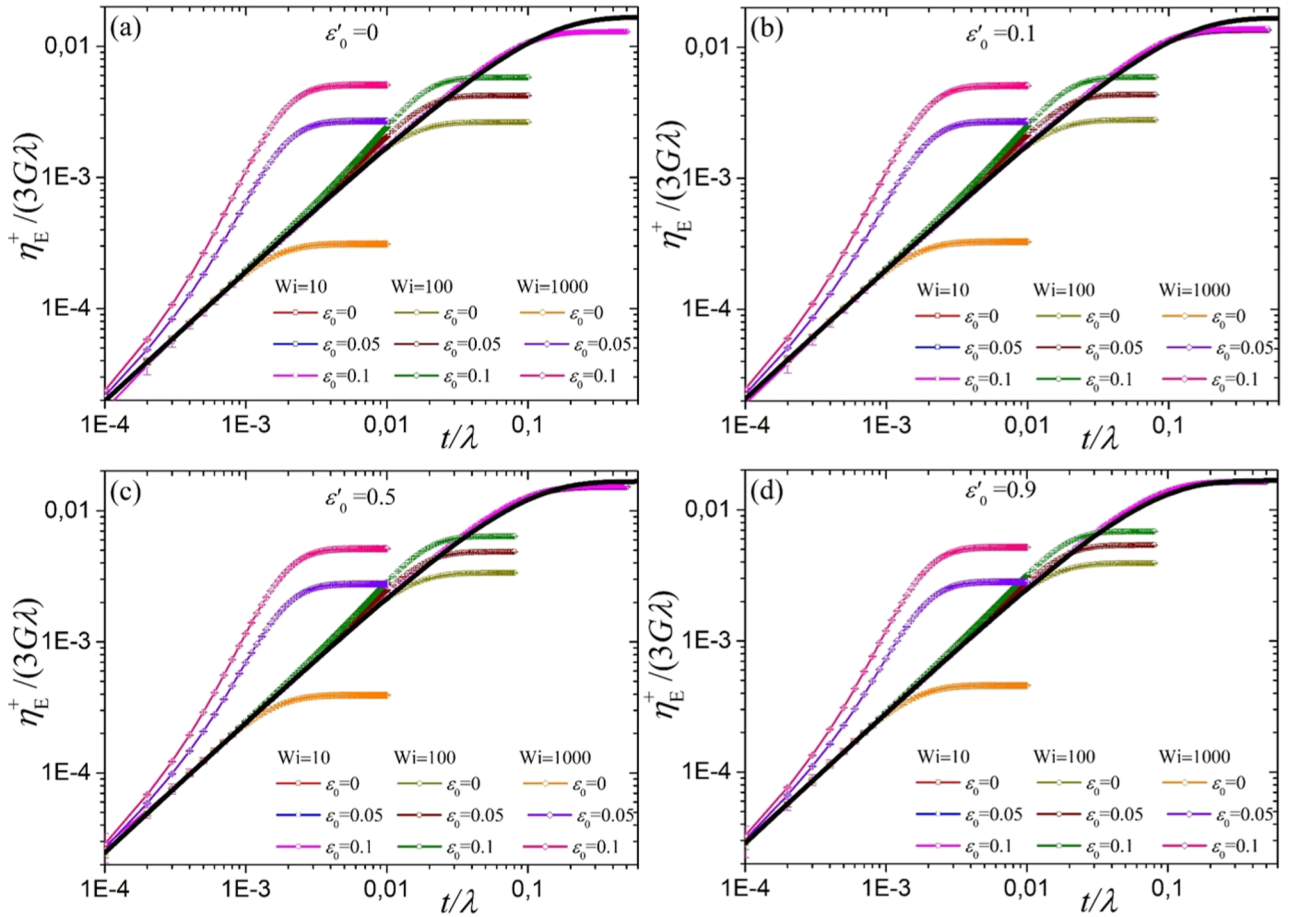 (a)
ε′₀ =0
0,01
1E-3
1E-4
η⁺E /(3Gλ)
Wi=10 Wi=100 Wi=1000
ε₀=0 ε₀=0 ε₀=0
ε₀=0.05 ε₀=0.05 ε₀=0.05
ε₀=0.1 ε₀=0.1 ε₀=0.1
1E-4 1E-3 0,01 0,1
t/λ
(b)
ε′₀ =0.1
0,01
1E-3
1E-4
η⁺E /(3Gλ)
Wi=10 Wi=100 Wi=1000
ε₀=0 ε₀=0 ε₀=0
ε₀=0.05 ε₀=0.05 ε₀=0.05
ε₀=0.1 ε₀=0.1 ε₀=0.1
1E-4 1E-3 0,01 0,1
t/λ
(c)
ε′₀ =0.5
0,01
1E-3
1E-4
η⁺E /(3Gλ)
Wi=10 Wi=100 Wi=1000
ε₀=0 ε₀=0 ε₀=0
ε₀=0.05 ε₀=0.05 ε₀=0.05
ε₀=0.1 ε₀=0.1 ε₀=0.1
1E-4 1E-3 0,01 0,1
t/λ
(d)
ε′₀ =0.9
0,01
1E-3
1E-4
η⁺E /(3Gλ)
Wi=10 Wi=100 Wi=1000
ε₀=0 ε₀=0 ε₀=0
ε₀=0.05 ε₀=0.05 ε₀=0.05
ε₀=0.1 ε₀=0.1 ε₀=0.1
1E-4 1E-3 0,01 0,1
t/λ